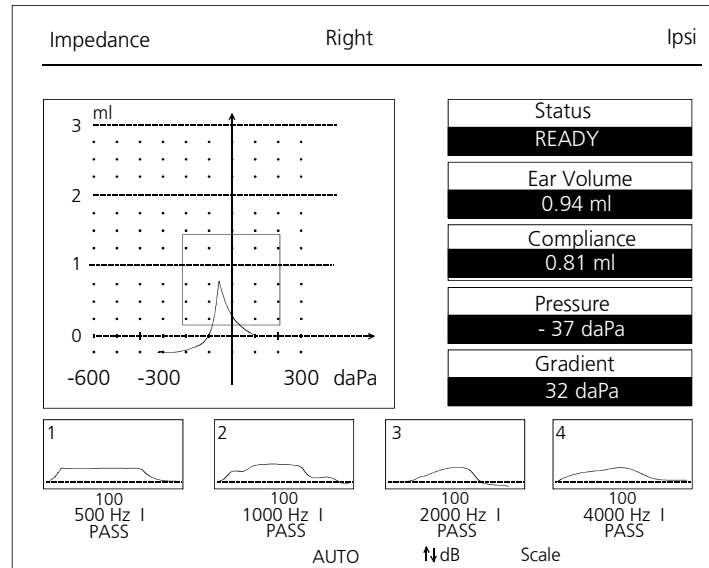 Impedance Right Ipsi
ml
3
2
1
0
-600 -300 300 daPa
Status
READY
Ear Volume
0.94 ml
Compliance
0.81 ml
Pressure
- 37 daPa
Gradient
32 daPa
1 2 3 4
100 100 100 100
500 Hz I 1000 Hz I 2000 Hz I 4000 Hz I
PASS PASS PASS PASS
AUTO ↑↓ dB Scale